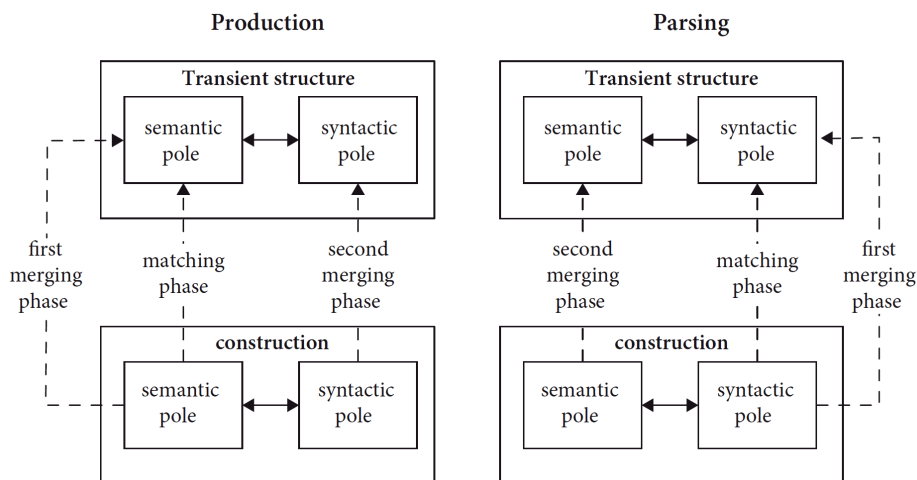 Production
Transient structure
semantic
pole
syntactic
pole
first
merging
phase
matching
phase
second
merging
phase
construction
semantic
pole
syntactic
pole
Parsing
Transient structure
semantic
pole
syntactic
pole
second
merging
phase
matching
phase
first
merging
phase
construction
semantic
pole
syntactic
pole